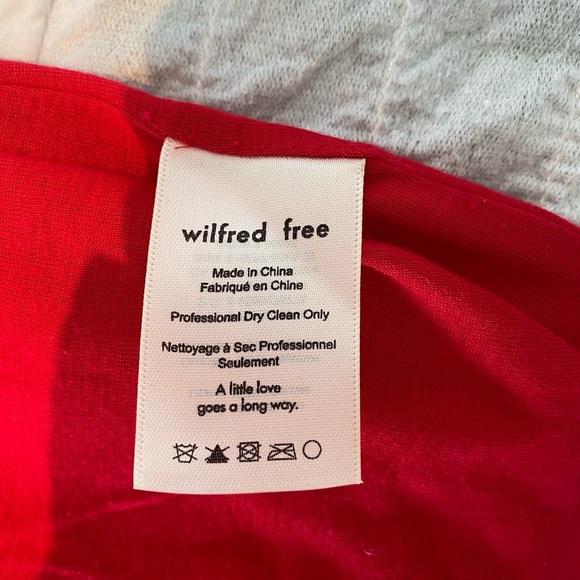 wilfred free
Made in China
Fabriqué en Chine
Professional Dry Clean Only
Nettoyage à Sec Professionnel
Seulement
A little love
goes a long way.